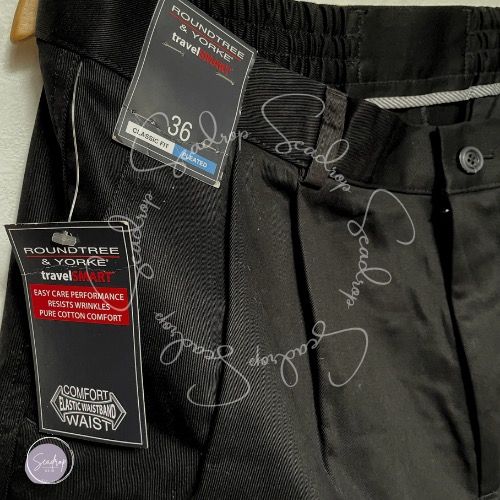 ROUNDTREE
& YORKE
travelSMART
36
CLASSIC FIT
PLEATED
ROUNDTREE
& YORKE
travelSMART
EASY CARE PERFORMANCE
RESISTS WRINKLES
PURE COTTON COMFORT
COMFORT
ELASTIC WAISTBAND
WAIST
Seadrop
Seadrop
Seadrop
Seadrop
Seadrop
Seadrop
Seadrop